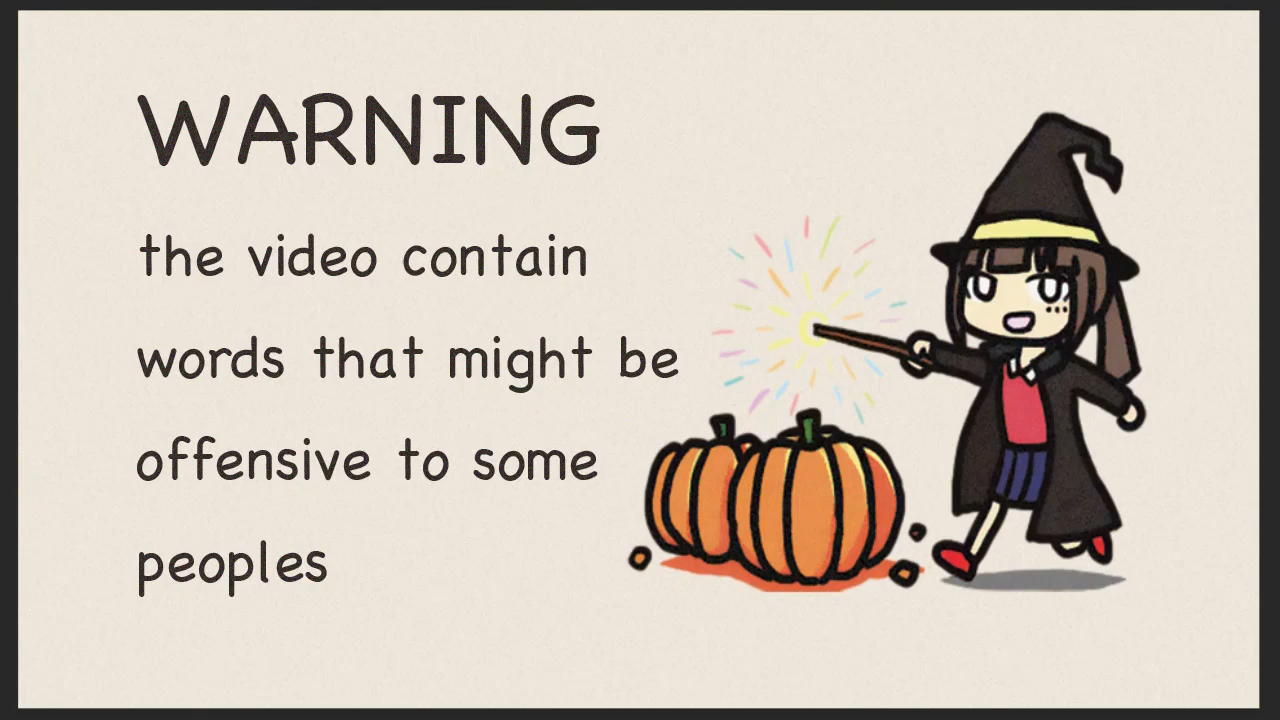 WARNING
the video contain
words that might be
offensive to some
peoples